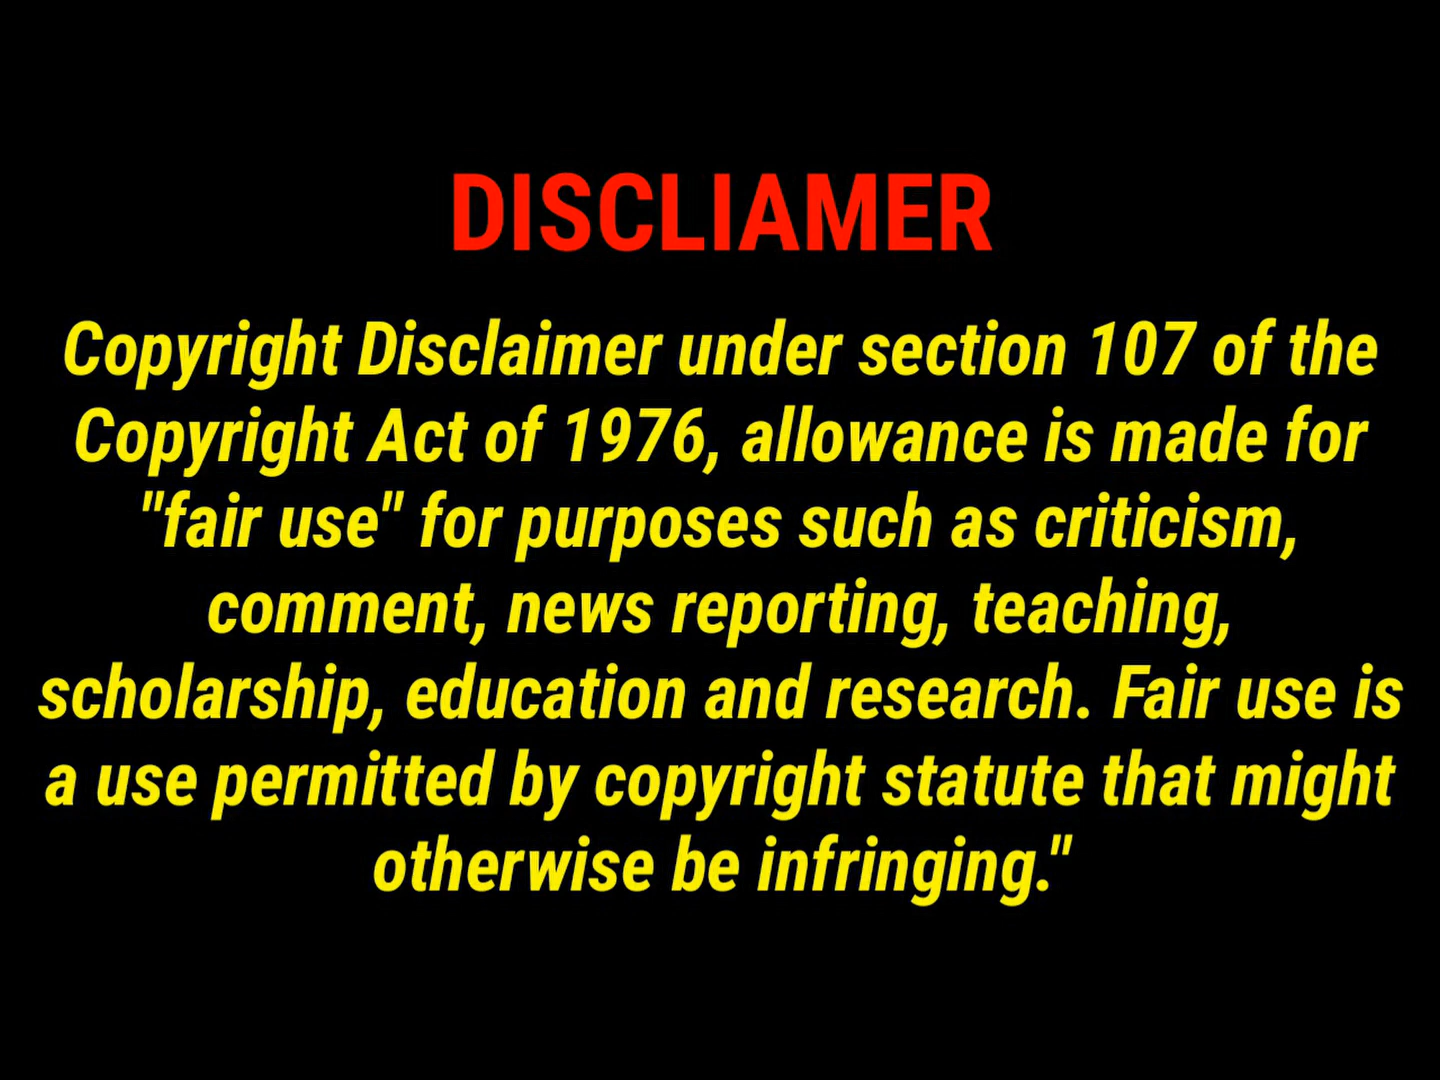 DISCLIAMER
Copyright Disclaimer under section 107 of the
Copyright Act of 1976, allowance is made for
"fair use" for purposes such as criticism,
comment, news reporting, teaching,
scholarship, education and research. Fair use is
a use permitted by copyright statute that might
otherwise be infringing."